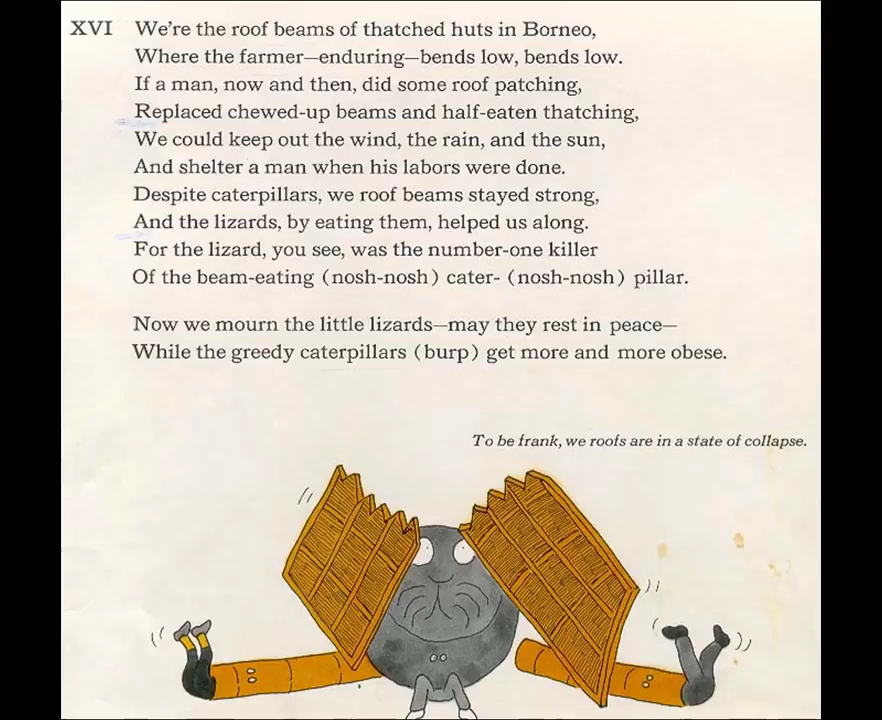 XVI We're the roof beams of thatched huts in Borneo,
Where the farmer—enduring—bends low, bends low.
If a man, now and then, did some roof patching,
Replaced chewed-up beams and half-eaten thatching,
We could keep out the wind, the rain, and the sun,
And shelter a man when his labors were done.
Despite caterpillars, we roof beams stayed strong,
And the lizards, by eating them, helped us along.
For the lizard, you see, was the number-one killer
Of the beam-eating (nosh-nosh) cater- (nosh-nosh) pillar.
Now we mourn the little lizards—may they rest in peace—
While the greedy caterpillars (burp) get more and more obese.
To be frank, we roofs are in a state of collapse.